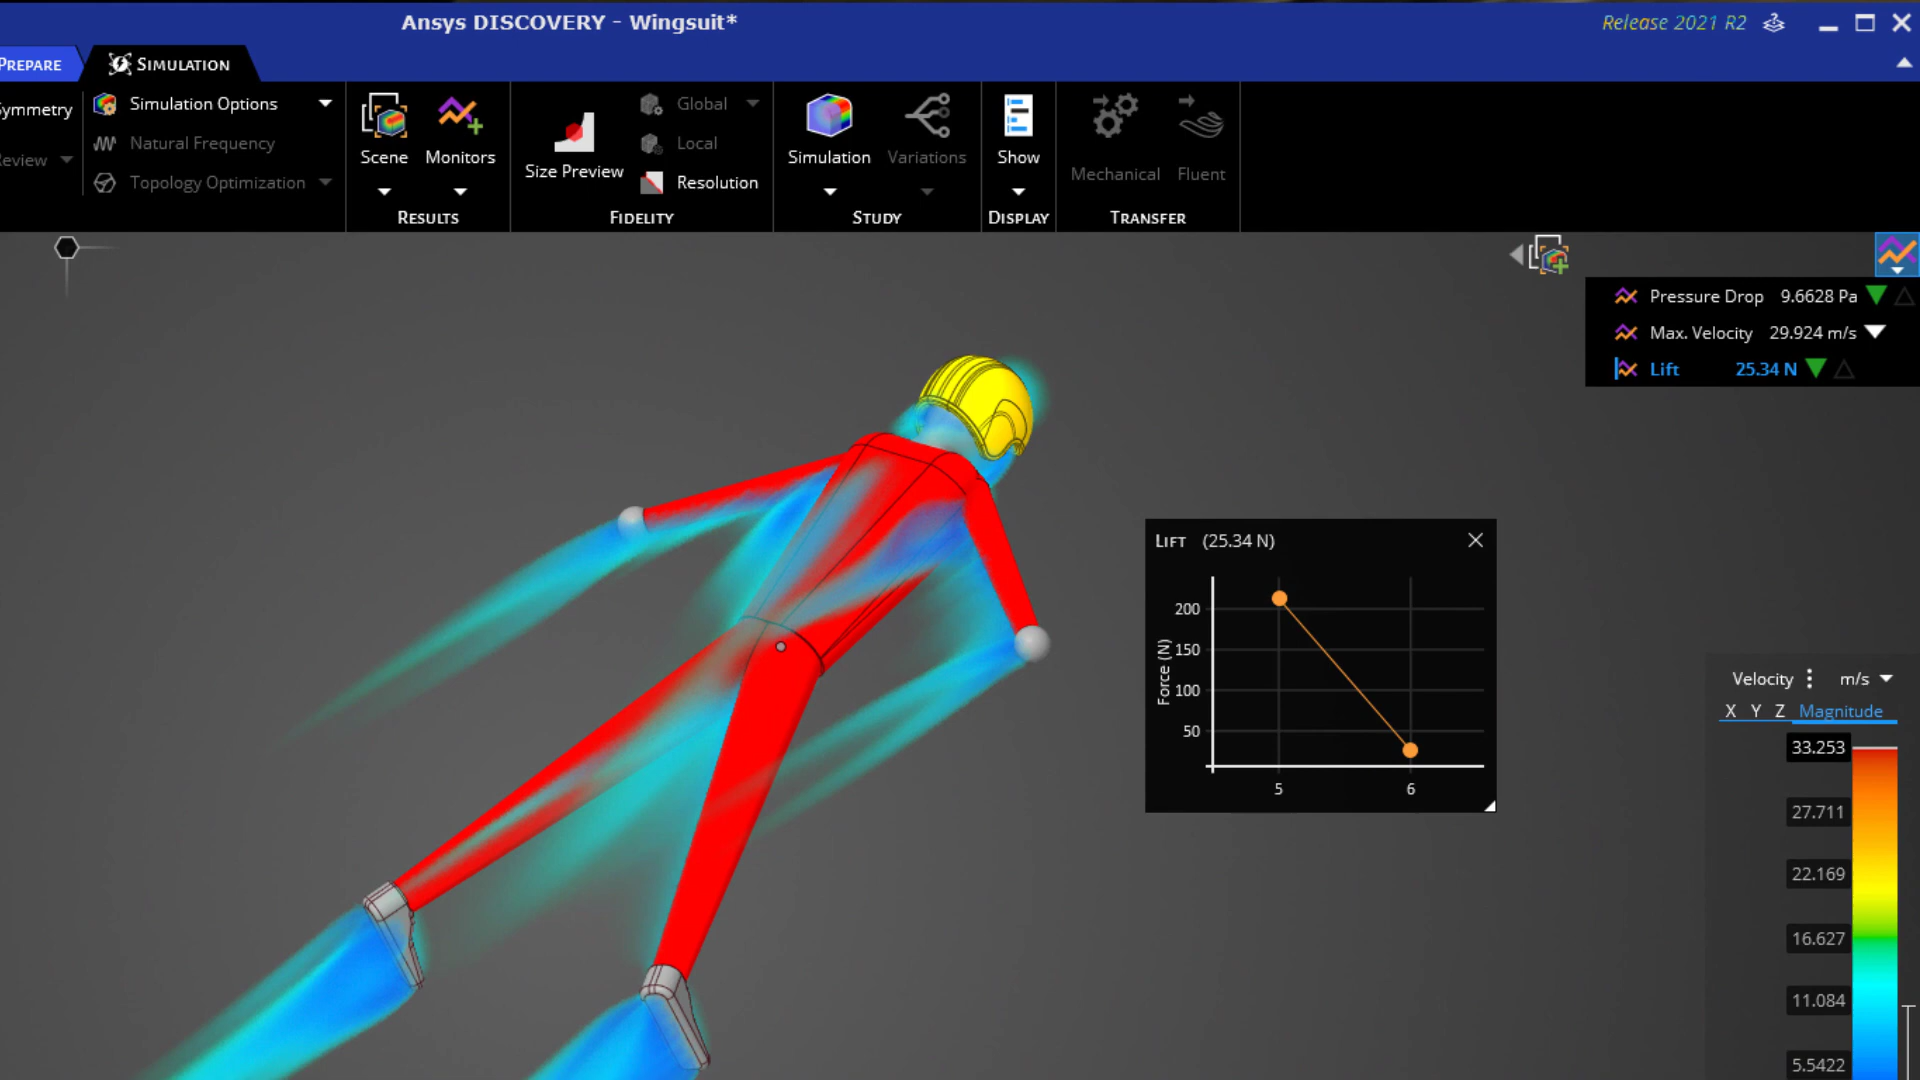 Ansys DISCOVERY - Wingsuit*
Release 2021 R2
PREPARE
SIMULATION
ymmetry
eview
Simulation Options
Natural Frequency
Topology Optimization
Scene
Monitors
RESULTS
Size Preview
Global
Local
Resolution
FIDELITY
Simulation
Variations
STUDY
Show
DISPLAY
Mechanical
Fluent
TRANSFER
Pressure Drop 9.6628 Pa
Max. Velocity 29.924 m/s
Lift 25.34 N
LIFT (25.34 N)
Force (N)
200
150
100
50
5 6
Velocity m/s
X Y Z Magnitude
33.253
27.711
22.169
16.627
11.084
5.5422